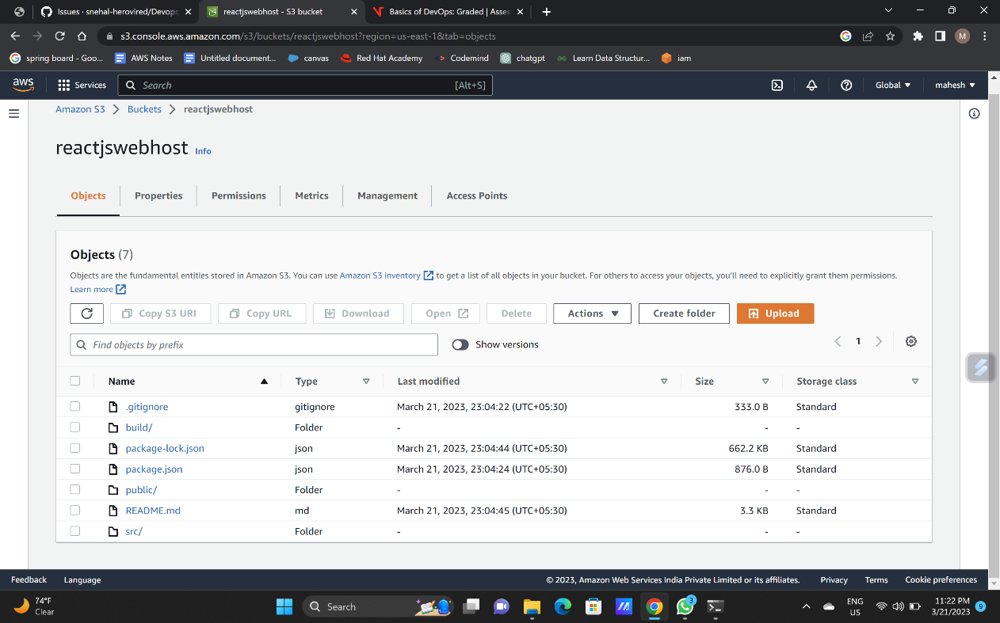 Issues · snehal-herovired/Devops
reactjswebhost - S3 bucket
Basics of DevOps: Graded | Asses
s3.console.aws.amazon.com/s3/buckets/reactjswebhost?region=us-east-1&tab=objects
M
spring board - Goo...
AWS Notes
Untitled document...
canvas
Red Hat Academy
Codemind
chatgpt
Learn Data Structur...
iam
aws
Services
Search
[Alt+S]
Global
mahesh
Amazon S3
Buckets
reactjswebhost
reactjswebhost Info
Objects
Properties
Permissions
Metrics
Management
Access Points
Objects (7)
Objects are the fundamental entities stored in Amazon S3. You can use Amazon S3 inventory to get a list of all objects in your bucket. For others to access your objects, you'll need to explicitly grant them permissions.
Learn more
Copy S3 URI
Copy URL
Download
Open
Delete
Actions
Create folder
Upload
Find objects by prefix
Show versions
1
Name Type Last modified Size Storage class
.gitignore gitignore March 21, 2023, 23:04:22 (UTC+05:30) 333.0 B Standard
build/ Folder - - -
package-lock.json json March 21, 2023, 23:04:44 (UTC+05:30) 662.2 KB Standard
package.json json March 21, 2023, 23:04:24 (UTC+05:30) 876.0 B Standard
public/ Folder - - -
README.md md March 21, 2023, 23:04:45 (UTC+05:30) 3.3 KB Standard
src/ Folder - - -
Feedback
Language
© 2023, Amazon Web Services India Private Limited or its affiliates.
Privacy
Terms
Cookie preferences
74°F
Clear
Search
3
ENG
US
11:22 PM
3/21/2023
9